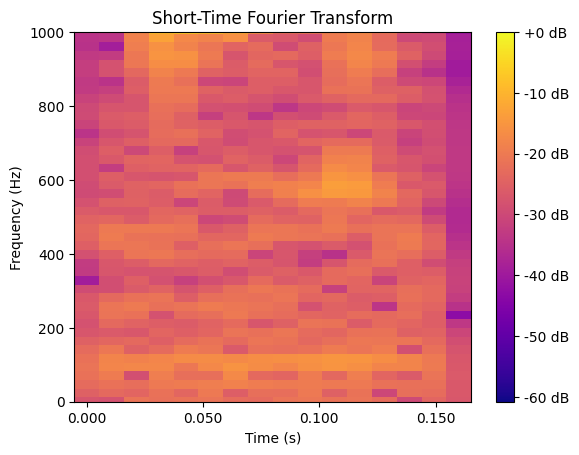 Short-Time Fourier Transform
1000
800
600
400
200
0
Frequency (Hz)
0.000
0.050
0.100
0.150
Time (s)
+0 dB
-10 dB
-20 dB
-30 dB
-40 dB
-50 dB
-60 dB